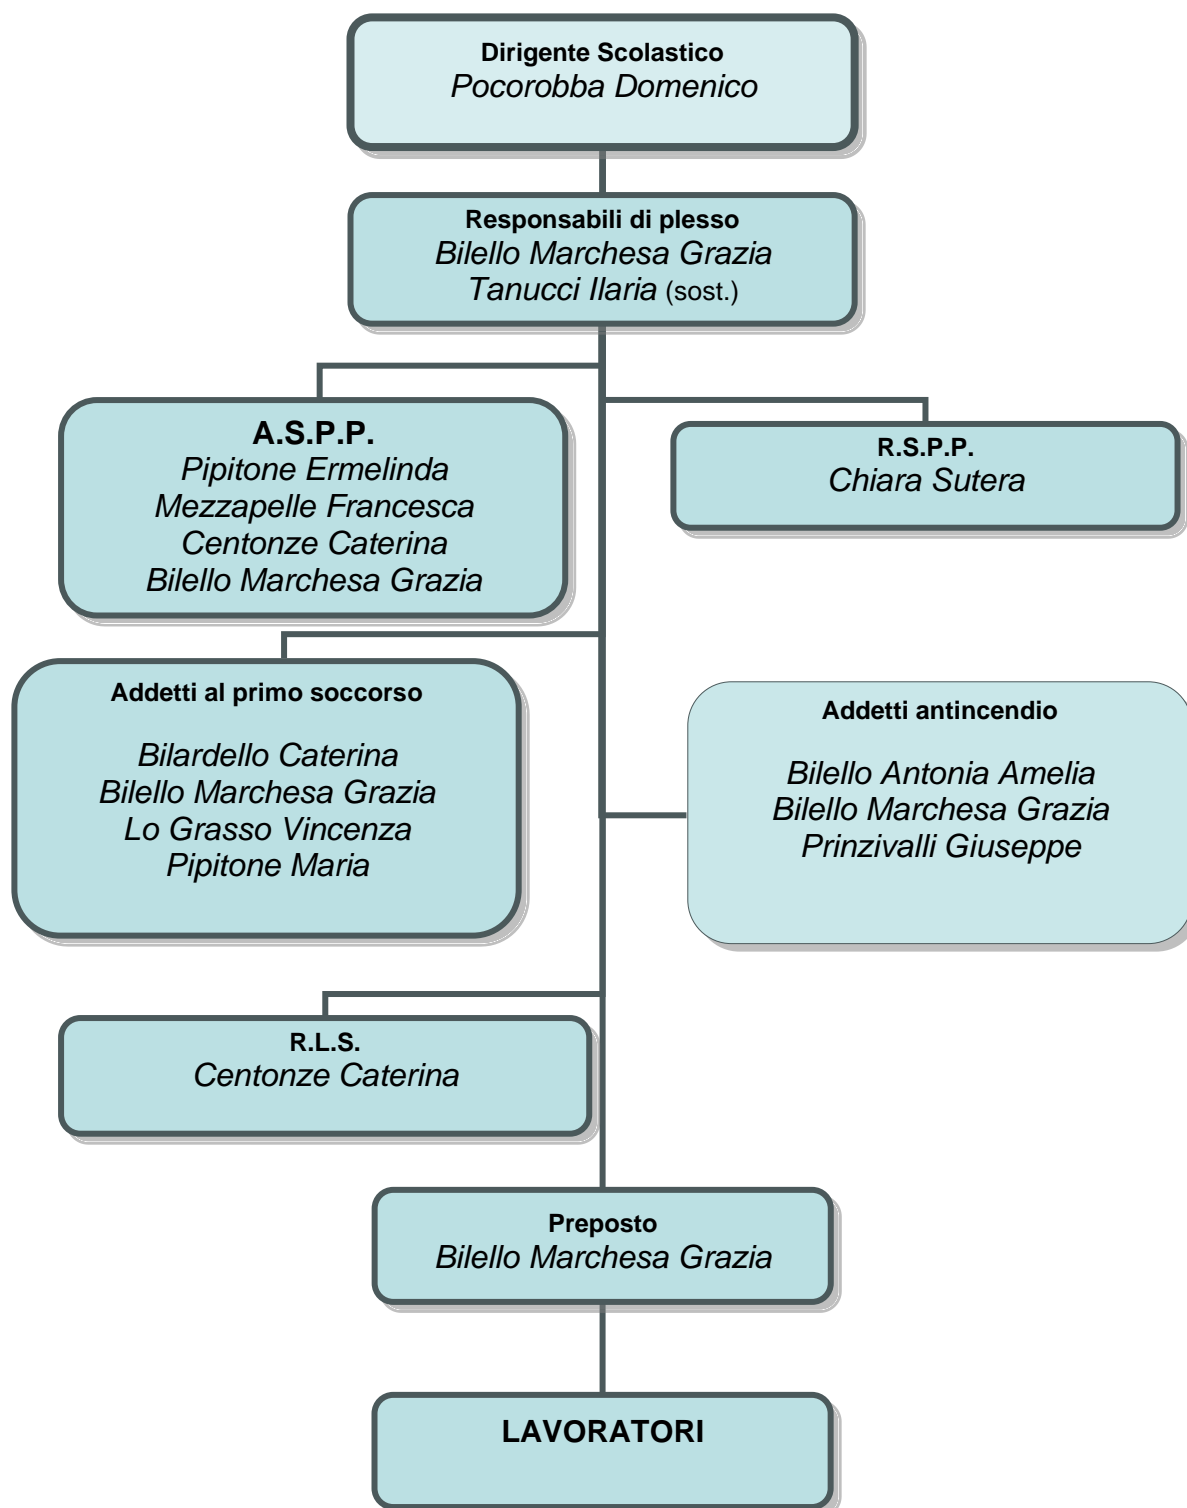 Dirigente Scolastico
Pocorobba Domenico
Responsabili di plesso
Bilello Marchesa Grazia
Tanucci Ilaria (sost.)
A.S.P.P.
Pipitone Ermelinda
Mezzapelle Francesca
Centonze Caterina
Bilello Marchesa Grazia
R.S.P.P.
Chiara Sutera
Addetti al primo soccorso
Bilardello Caterina
Bilello Marchesa Grazia
Lo Grasso Vincenza
Pipitone Maria
Addetti antincendio
Bilello Antonia Amelia
Bilello Marchesa Grazia
Prinzivalli Giuseppe
R.L.S.
Centonze Caterina
Preposto
Bilello Marchesa Grazia
LAVORATORI